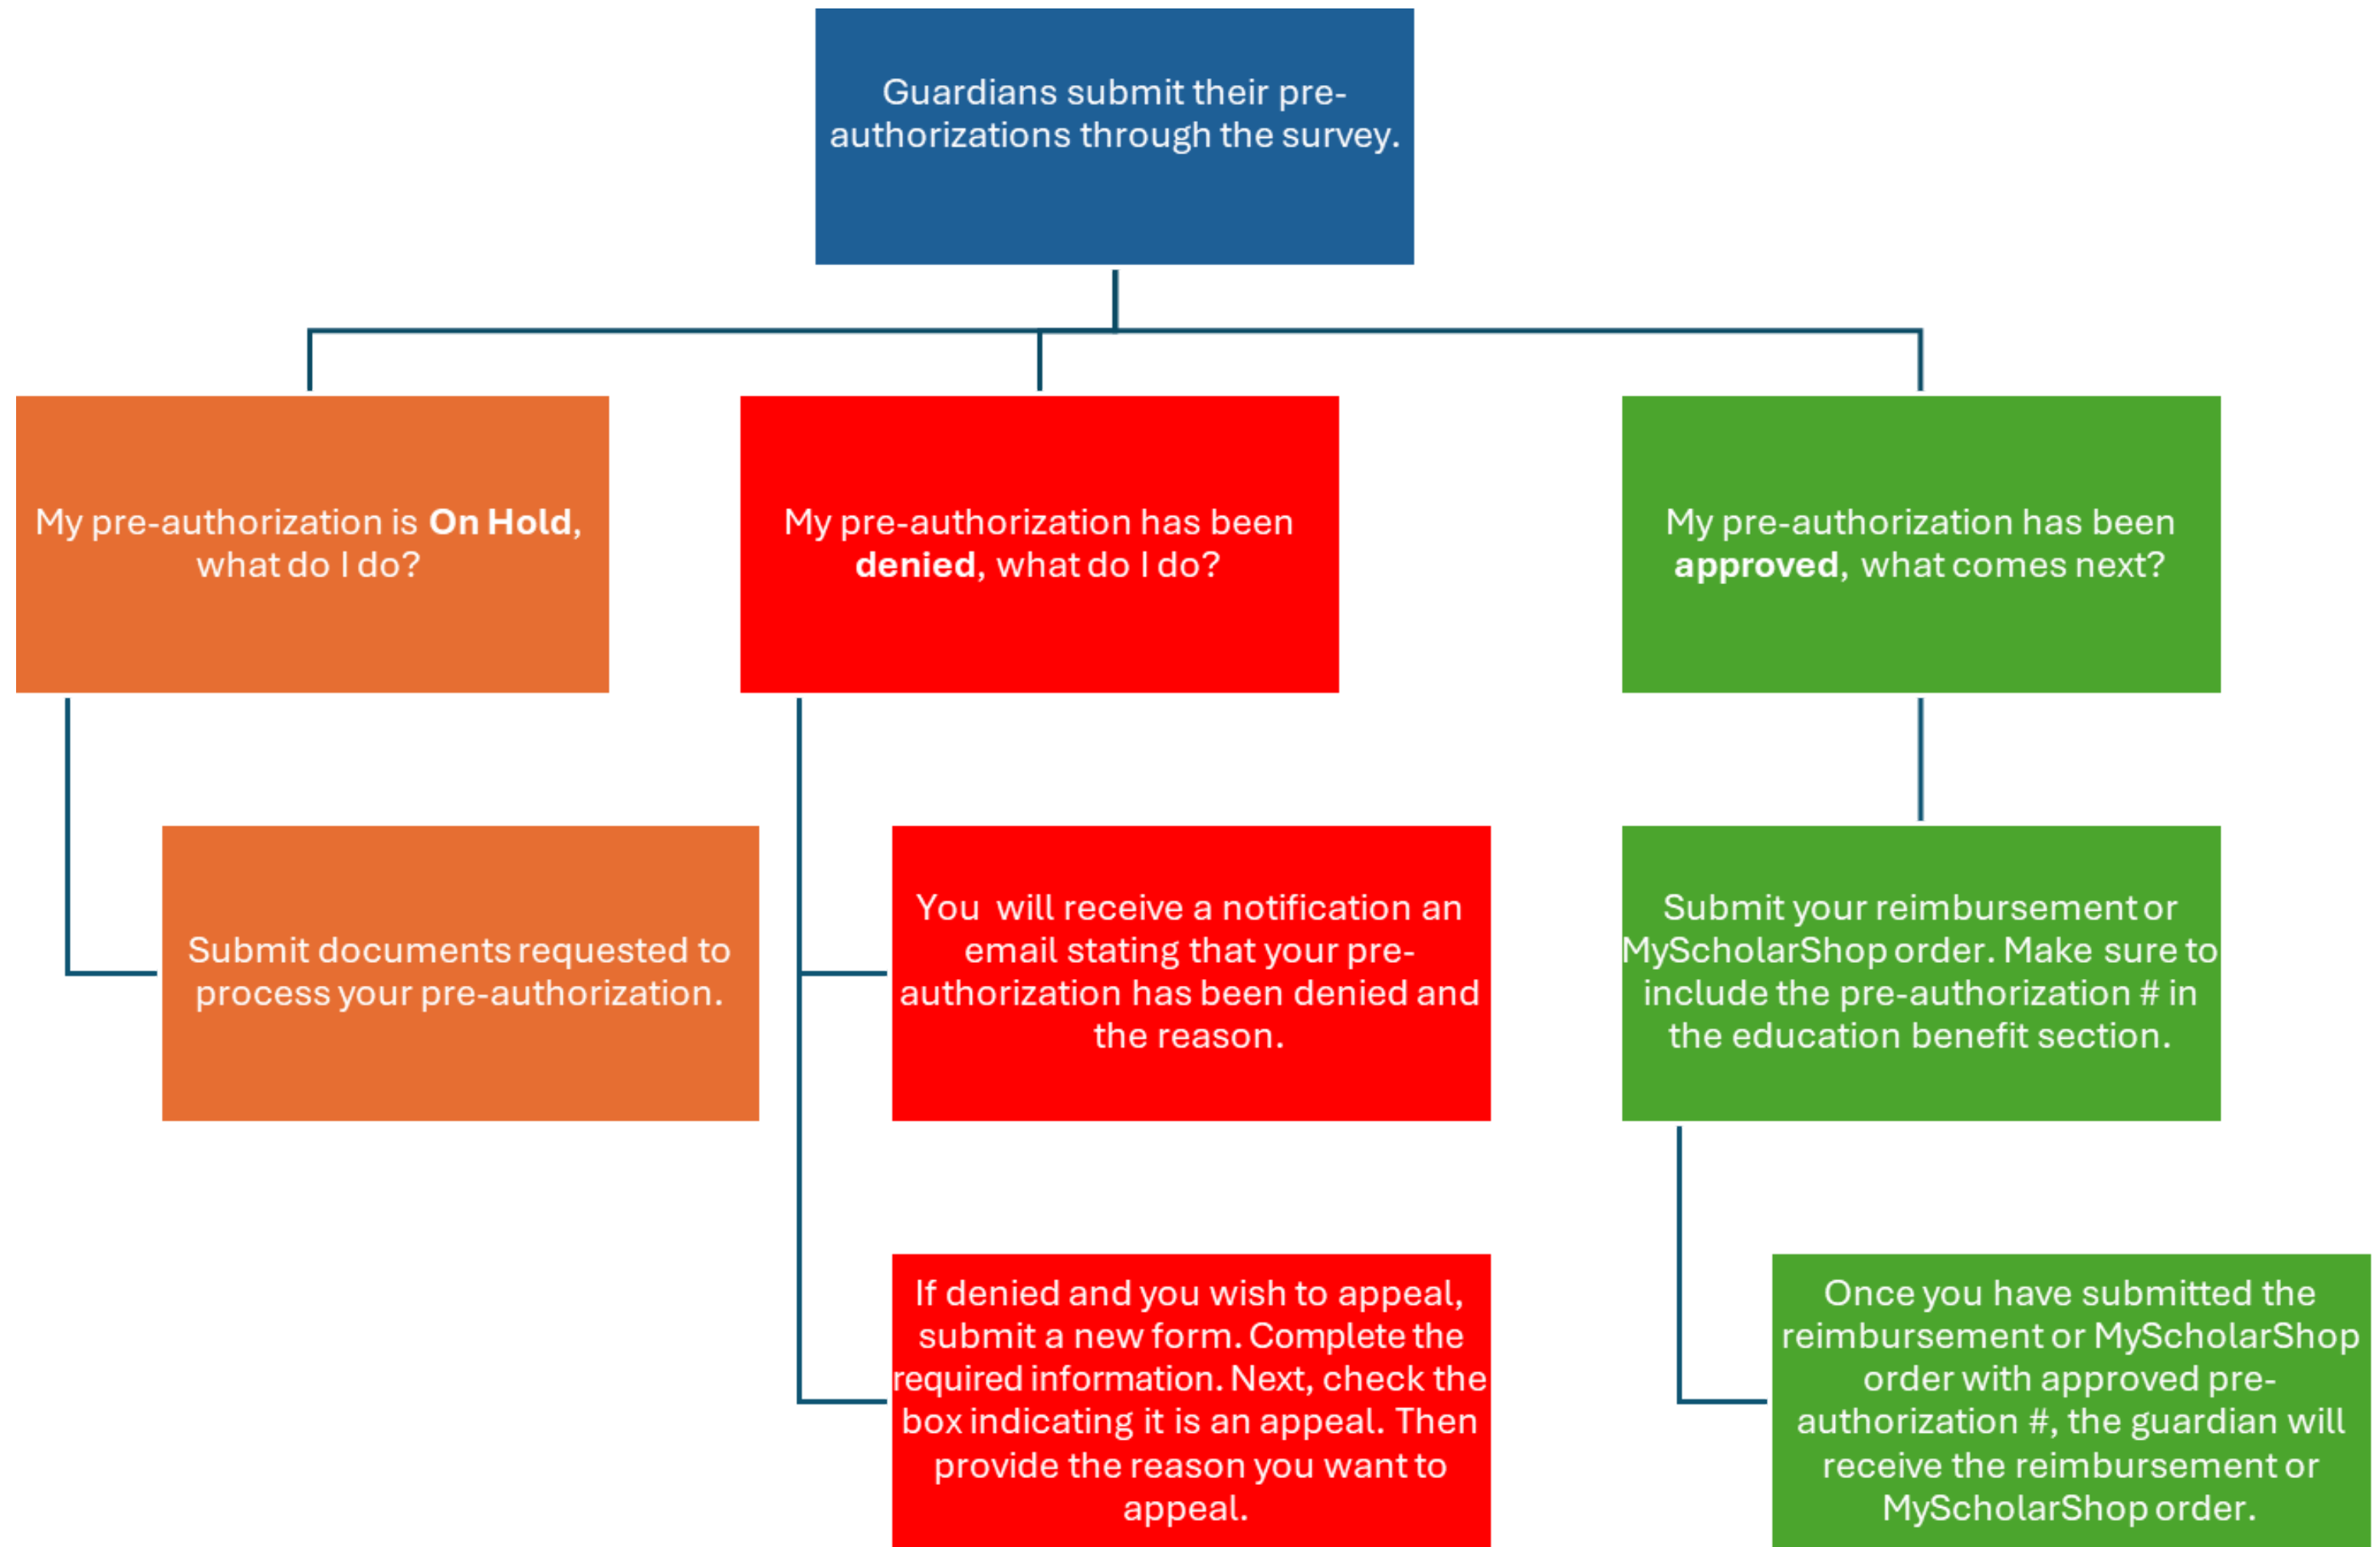 Guardians submit their pre-
authorizations through the survey.
My pre-authorization is On Hold,
what do I do?
My pre-authorization has been
denied, what do I do?
My pre-authorization has been
approved, what comes next?
Submit documents requested to
process your pre-authorization.
You will receive a notification an
email stating that your pre-
authorization has been denied and
the reason.
Submit your reimbursement or
MyScholarShop order. Make sure to
include the pre-authorization # in
the education benefit section.
If denied and you wish to appeal,
submit a new form. Complete the
required information. Next, check the
box indicating it is an appeal. Then
provide the reason you want to
appeal.
Once you have submitted the
reimbursement or MyScholarShop
order with approved pre-
authorization #, the guardian will
receive the reimbursement or
MyScholarShop order.